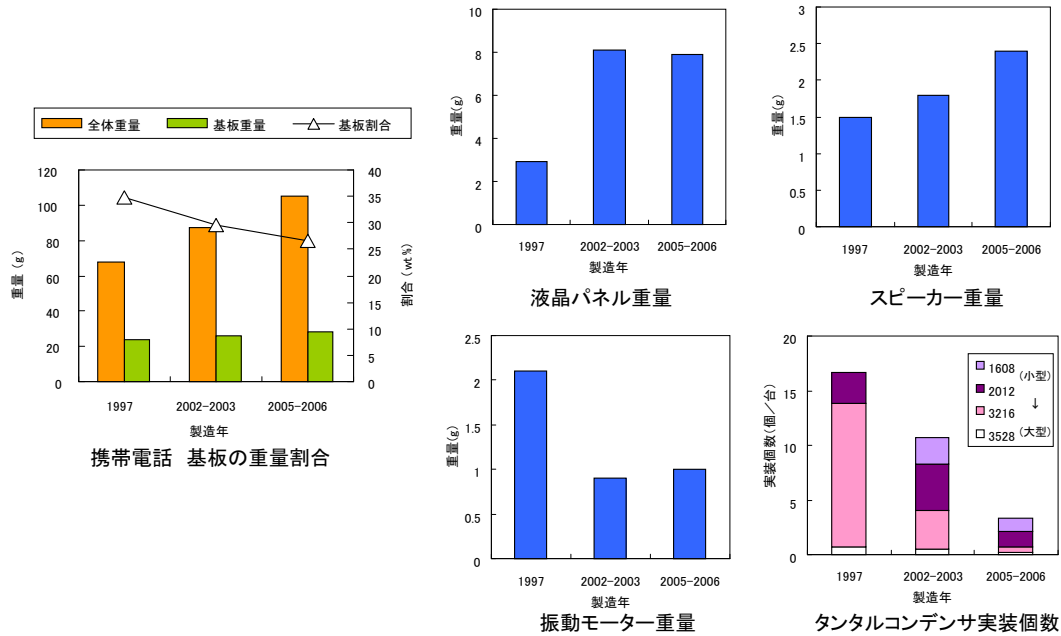 全体重量
基板重量
基板割合
重量 (g)
120
100
80
60
40
20
0
割合 (wt%)
40
35
30
25
20
15
10
5
0
1997
2002-2003
2005-2006
製造年
携帯電話 基板の重量割合
重量(g)
10
8
6
4
2
0
1997
2002-2003
2005-2006
製造年
液晶パネル重量
重量(g)
3
2.5
2
1.5
1
0.5
0
1997
2002-2003
2005-2006
製造年
スピーカー重量
重量(g)
2.5
2
1.5
1
0.5
0
1997
2002-2003
2005-2006
製造年
振動モーター重量
実装個数(個/台)
20
15
10
5
0
1608(小型)
2012
↓
3216
3528(大型)
1997
2002-2003
2005-2006
製造年
タンタルコンデンサ実装個数